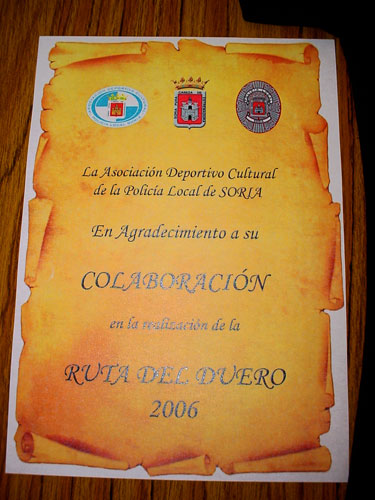 La Asociación Deportivo Cultural
de la Policía Local de SORIA
En Agradecimiento a su
COLABORACIÓN
en la realización de la
RUTA DEL DUERO
2006